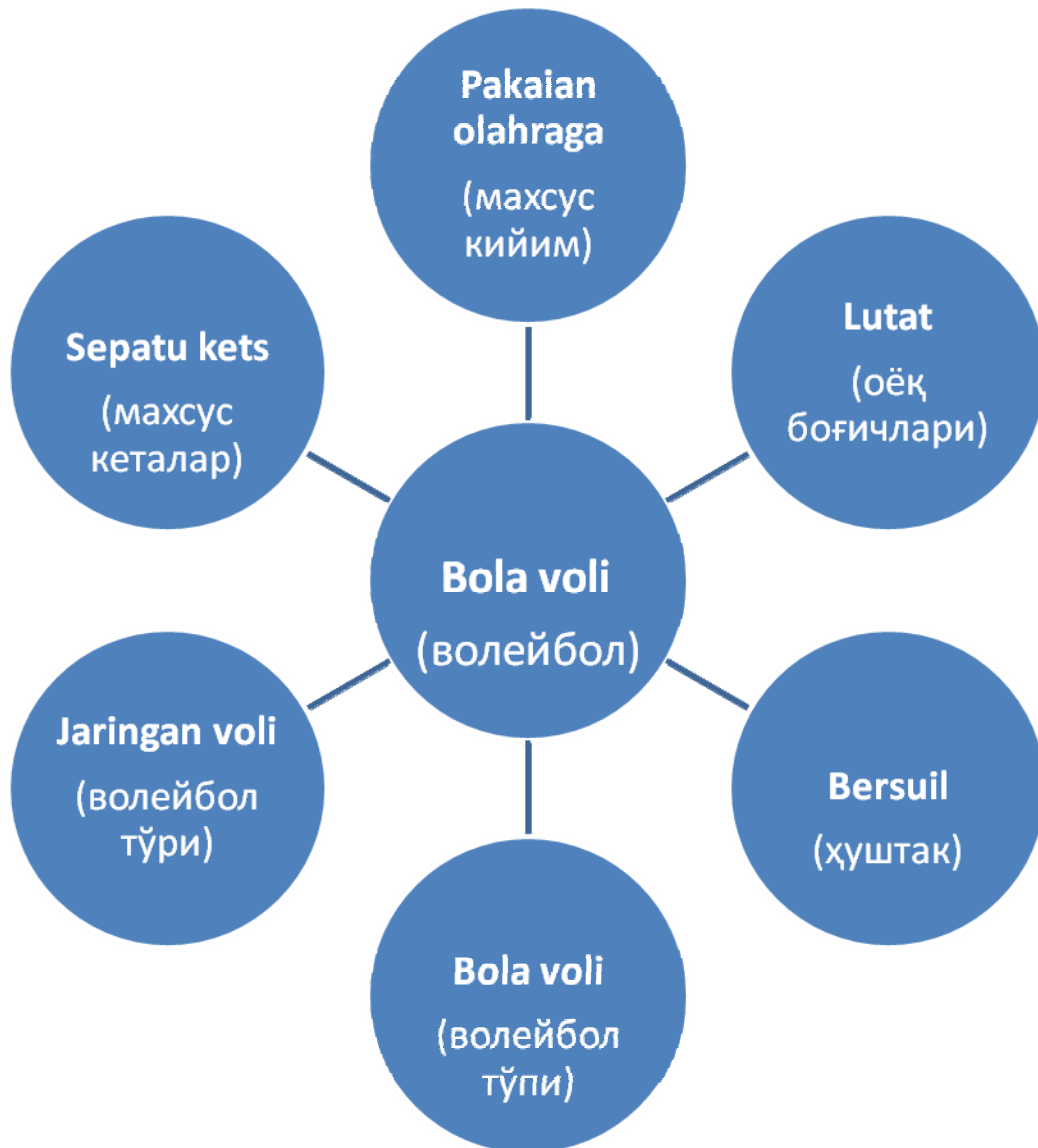 Pakaian
olahraga
(махсус
кийим)
Lutat
(оёқ
боғичлари)
Bersuil
(ҳуштак)
Bola voli
(волейбол
тўпи)
Jaringan voli
(волейбол
тўри)
Sepatu kets
(махсус
кеталар)
Bola voli
(волейбол)